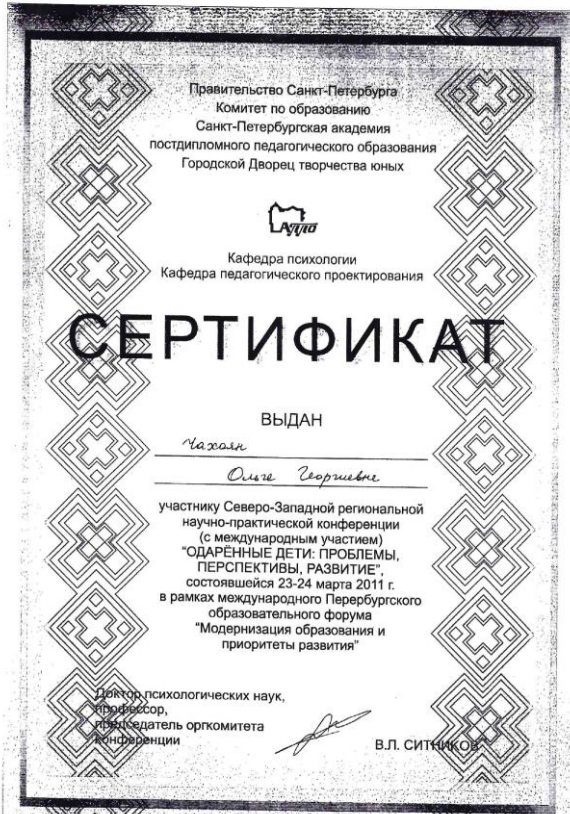 Правительство Санкт-Петербурга
Комитет по образованию
Санкт-Петербургская академия
постдипломного педагогического образования
Городской Дворец творчества юных
Аппо
Кафедра психологии
Кафедра педагогического проектирования
СЕРТИФИКАТ
ВЫДАН
Чахоян
Ольге Георгиевне
участнику Северо-Западной региональной
научно-практической конференции
(с международным участием)
"ОДАРЁННЫЕ ДЕТИ: ПРОБЛЕМЫ,
ПЕРСПЕКТИВЫ, РАЗВИТИЕ",
состоявшейся 23-24 марта 2011 г.
в рамках международного Перербургского
образовательного форума
"Модернизация образования и
приоритеты развития"
Доктор психологических наук,
профессор,
председатель оргкомитета
конференции
В.Л. СИТНИКОВ